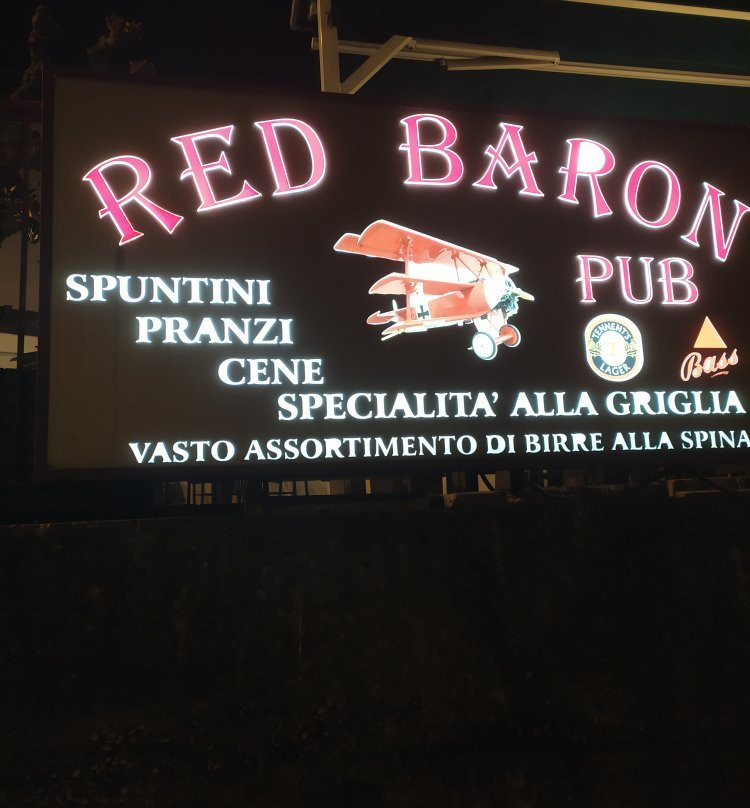 RED BARON
PUB
SPUNTINI
PRANZI
CENE
TENNENT'S
LAGER
Bass
SPECIALITA' ALLA GRIGLIA
VASTO ASSORTIMENTO DI BIRRE ALLA SPINA